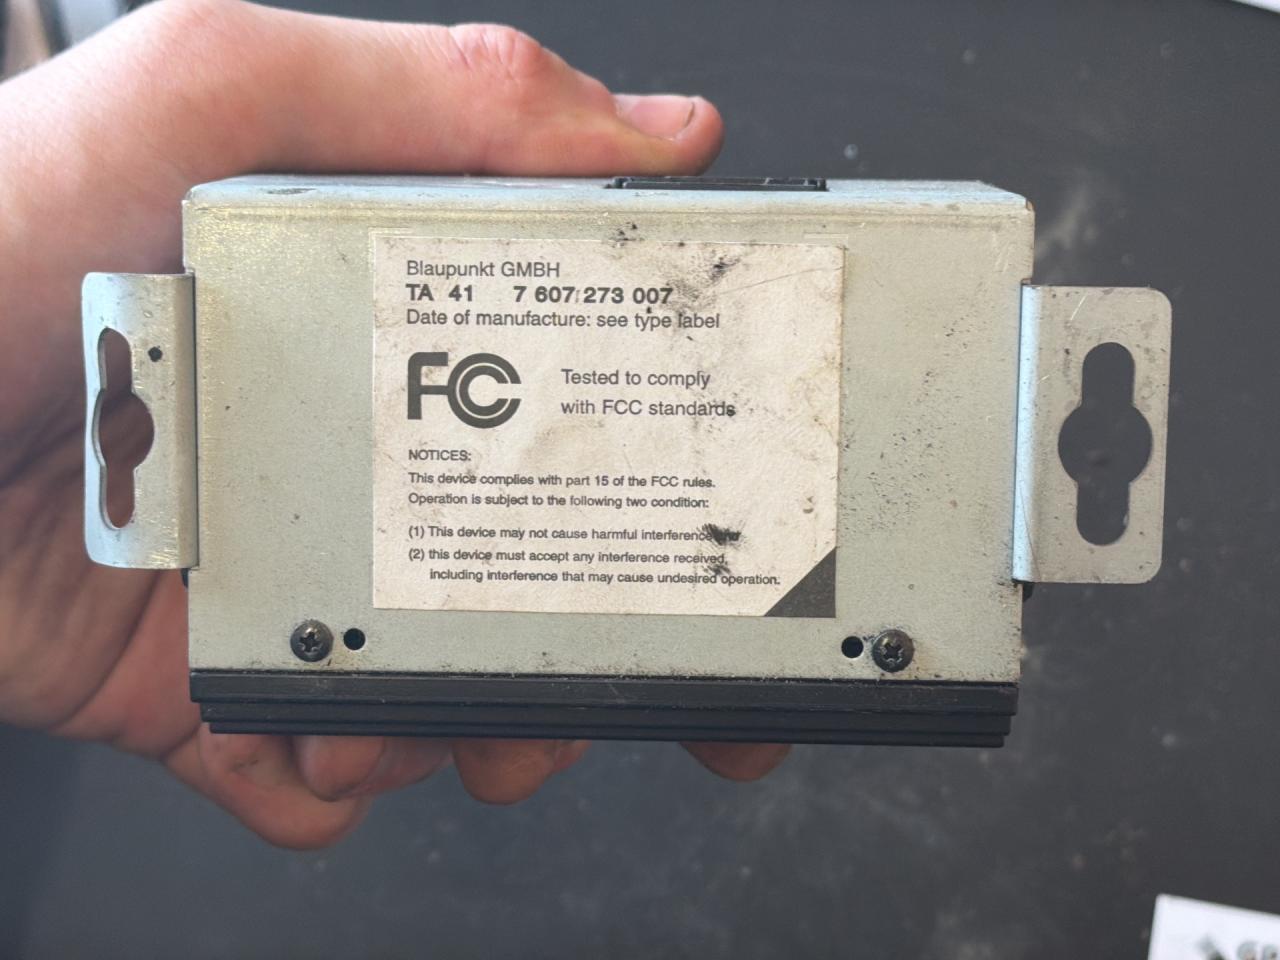 Blaupunkt GMBH
TA 41 7 607 273 007
Date of manufacture: see type label
FC
Tested to comply
with FCC standards
NOTICES:
This device complies with part 15 of the FCC rules.
Operation is subject to the following two condition:
(1) This device may not cause harmful interference and
(2) this device must accept any interference received,
including interference that may cause undesired operation.